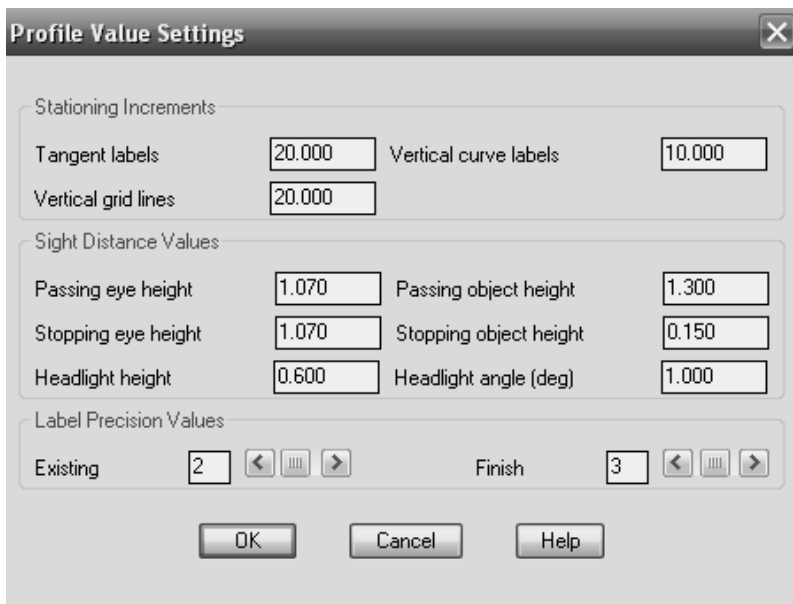 Profile Value Settings
Stationing Increments
Tangent labels 20.000 Vertical curve labels 10.000
Vertical grid lines 20.000
Sight Distance Values
Passing eye height 1.070 Passing object height 1.300
Stopping eye height 1.070 Stopping object height 0.150
Headlight height 0.600 Headlight angle (deg) 1.000
Label Precision Values
Existing 2 Finish 3
OK Cancel Help